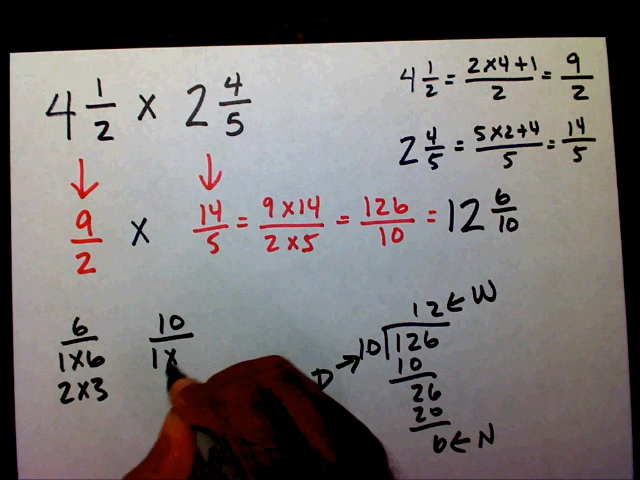 4 1/2 x 2 4/5
9/2 x 14/5 = 9x14/2x5 = 126/10 = 12 6/10
4 1/2 = 2x4+1/2 = 9/2
2 4/5 = 5x2+4/5 = 14/5
6
1x6
2x3
10
1x
12 ← W
D → 10 126
10
26
20
6 ← N